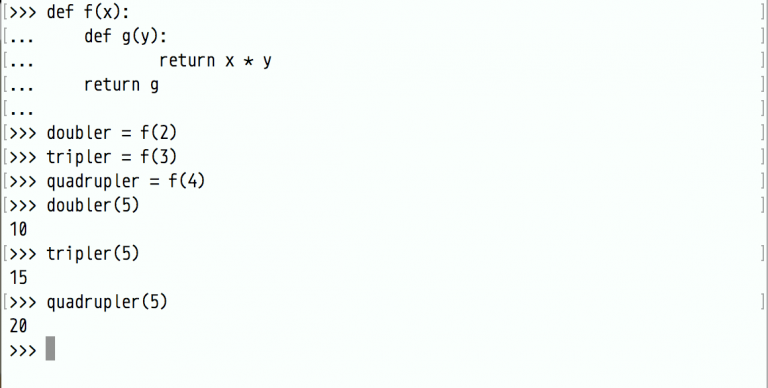 [>>> def f(x): ]
[...     def g(y): ]
[...             return x * y ]
[...     return g ]
[... ]
[>>> doubler = f(2) ]
[>>> tripler = f(3) ]
[>>> quadrupler = f(4) ]
[>>> doubler(5) ]
10
[>>> tripler(5) ]
15
[>>> quadrupler(5) ]
20
>>>